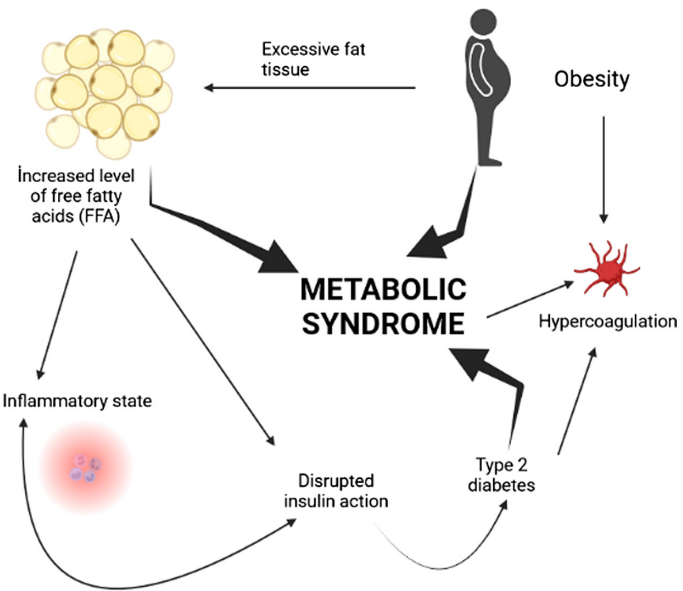 Excessive fat
tissue
Obesity
İncreased level
of free fatty
acids (FFA)
METABOLIC
SYNDROME
Hypercoagulation
Inflammatory state
Disrupted
insulin action
Type 2
diabetes